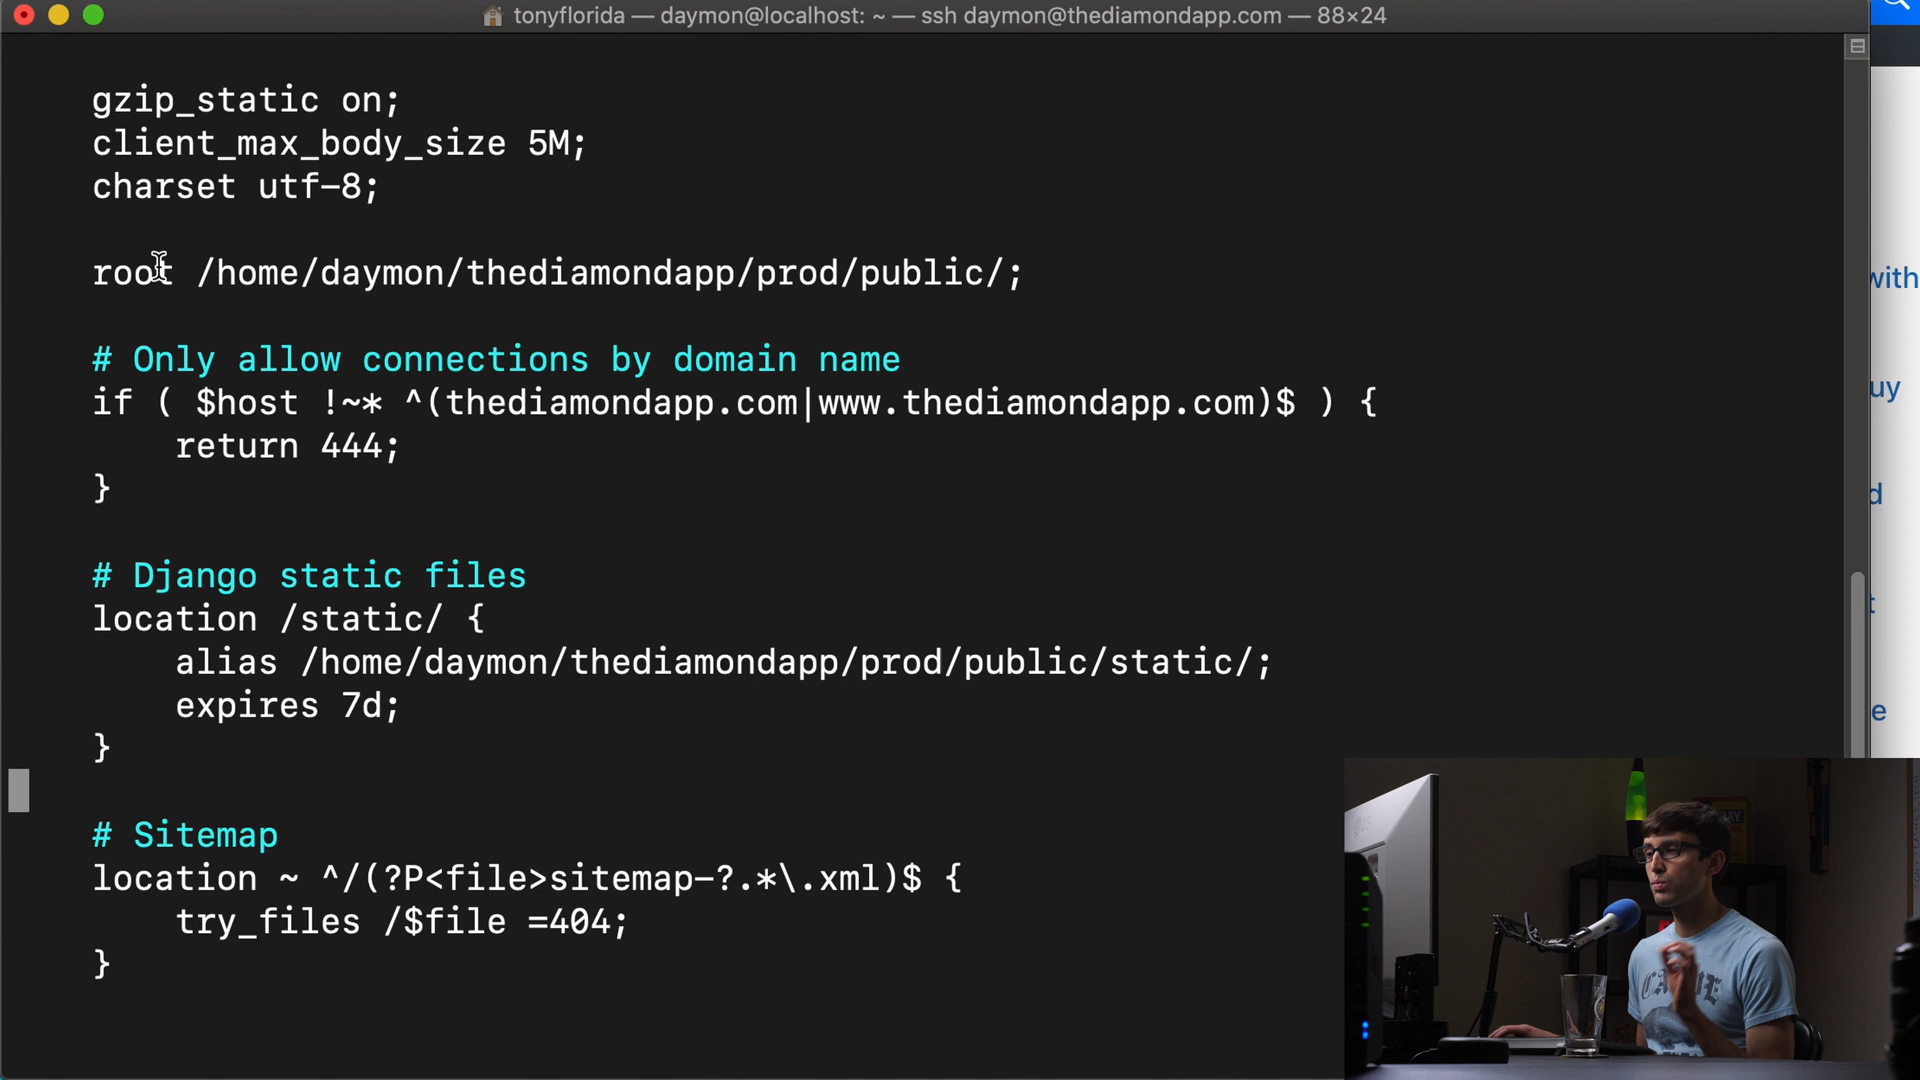 tonyflorida — daymon@localhost: ~ — ssh daymon@thediamondapp.com — 88×24
gzip_static on;
client_max_body_size 5M;
charset utf-8;
root /home/daymon/thediamondapp/prod/public/;
# Only allow connections by domain name
if ( $host !~* ^(thediamondapp.com|www.thediamondapp.com)$ ) {
return 444;
}
# Django static files
location /static/ {
alias /home/daymon/thediamondapp/prod/public/static/;
expires 7d;
}
# Sitemap
location ~ ^/(?P<file>sitemap-?.*\.xml)$ {
try_files /$file =404;
}
with
uy
d
t
e